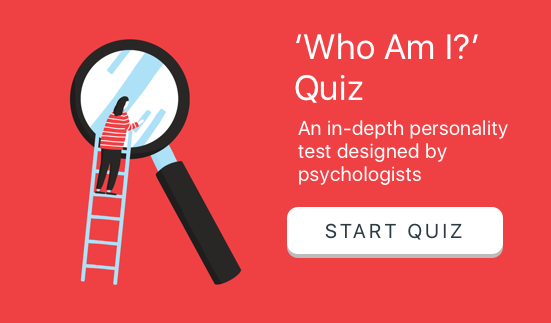 ‘Who Am I?’
Quiz
An in-depth personality
test designed by
psychologists
START QUIZ